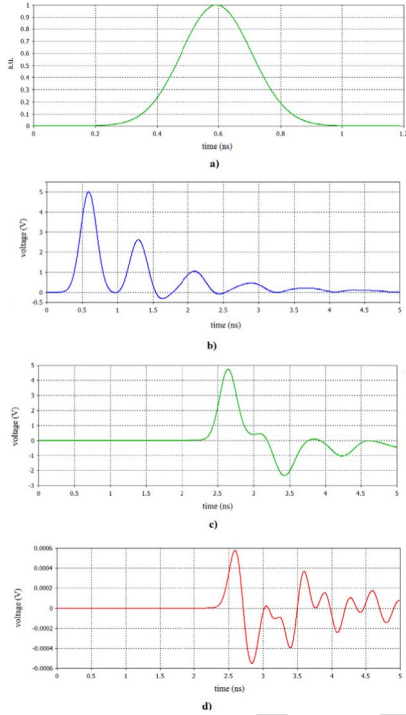 1
0.9
0.8
0.7
0.6
0.5
0.4
0.3
0.2
0.1
0
a.u.
0 0.2 0.4 0.6 0.8 1 1.2
time (ns)
a)
5
4
3
2
1
0
-0.5
voltage (V)
0 0.5 1 1.5 2 2.5 3 3.5 4 4.5 5
time (ns)
b)
5
4
3
2
1
0
-1
-2
-3
voltage (V)
0 0.5 1 1.5 2 2.5 3 3.5 4 4.5 5
time (ns)
c)
0.0006
0.0004
0.0002
0
-0.0002
-0.0004
-0.0006
voltage (V)
0 0.5 1 1.5 2 2.5 3 3.5 4 4.5 5
time (ns)
d)